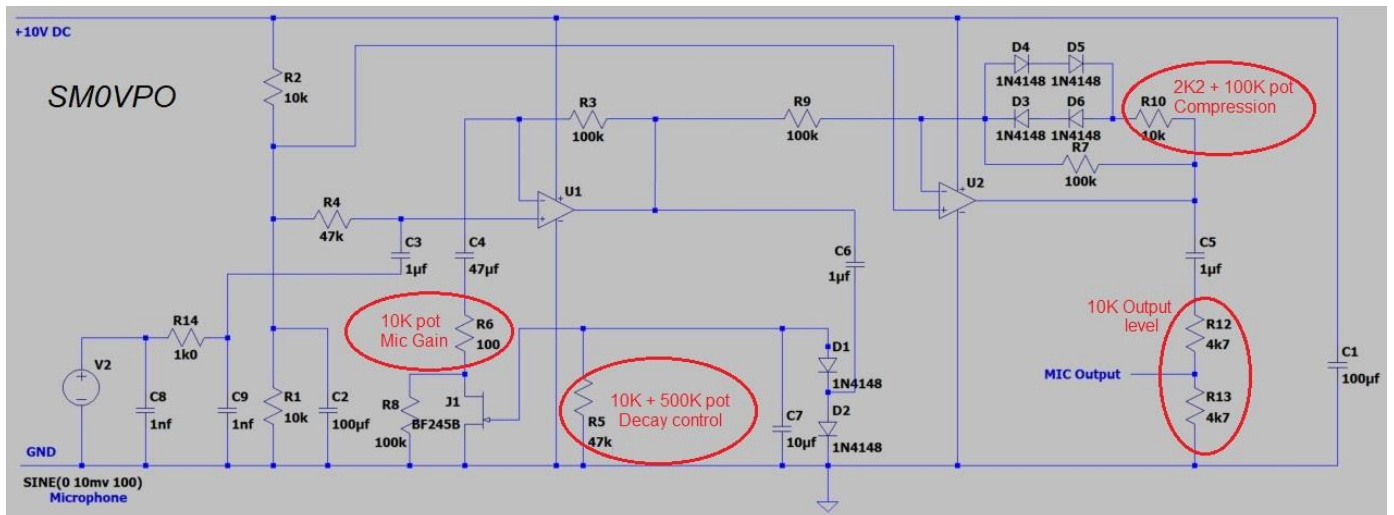 +10V DC
SM0VPO
R2
10k
R3
100k
R9
100k
D4
1N4148
D5
1N4148
D3
1N4148
D6
1N4148
2K2 + 100K pot
Compression
R10
10k
R7
100k
U1
U2
R4
47k
C3
1µf
C4
47µf
C6
1µf
C5
1µf
R14
1k0
10K pot
Mic Gain
R6
100
10K Output
level
R12
4k7
V2
C8
1nf
C9
1nf
R1
10k
C2
100µf
R8
100k
J1
BF245B
10K + 500K pot
Decay control
R5
47k
C7
10µf
D1
1N4148
D2
1N4148
MIC Output
R13
4k7
C1
100µf
GND
SINE(0 10mv 100)
Microphone